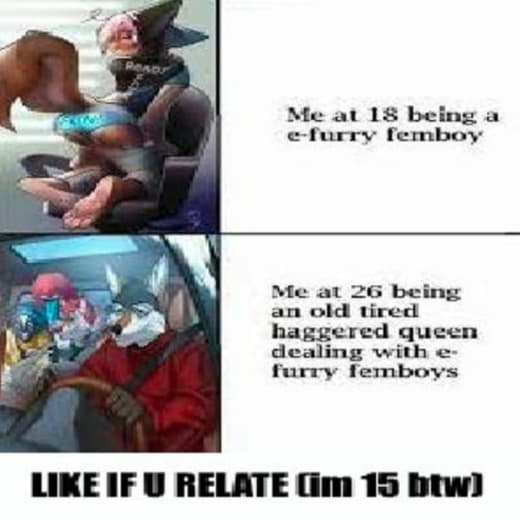 Me at 18 being a
e-furry femboy
Me at 26 being
an old tired
haggered queen
dealing with e-
furry femboys
LIKE IF U RELATE (im 15 btw)